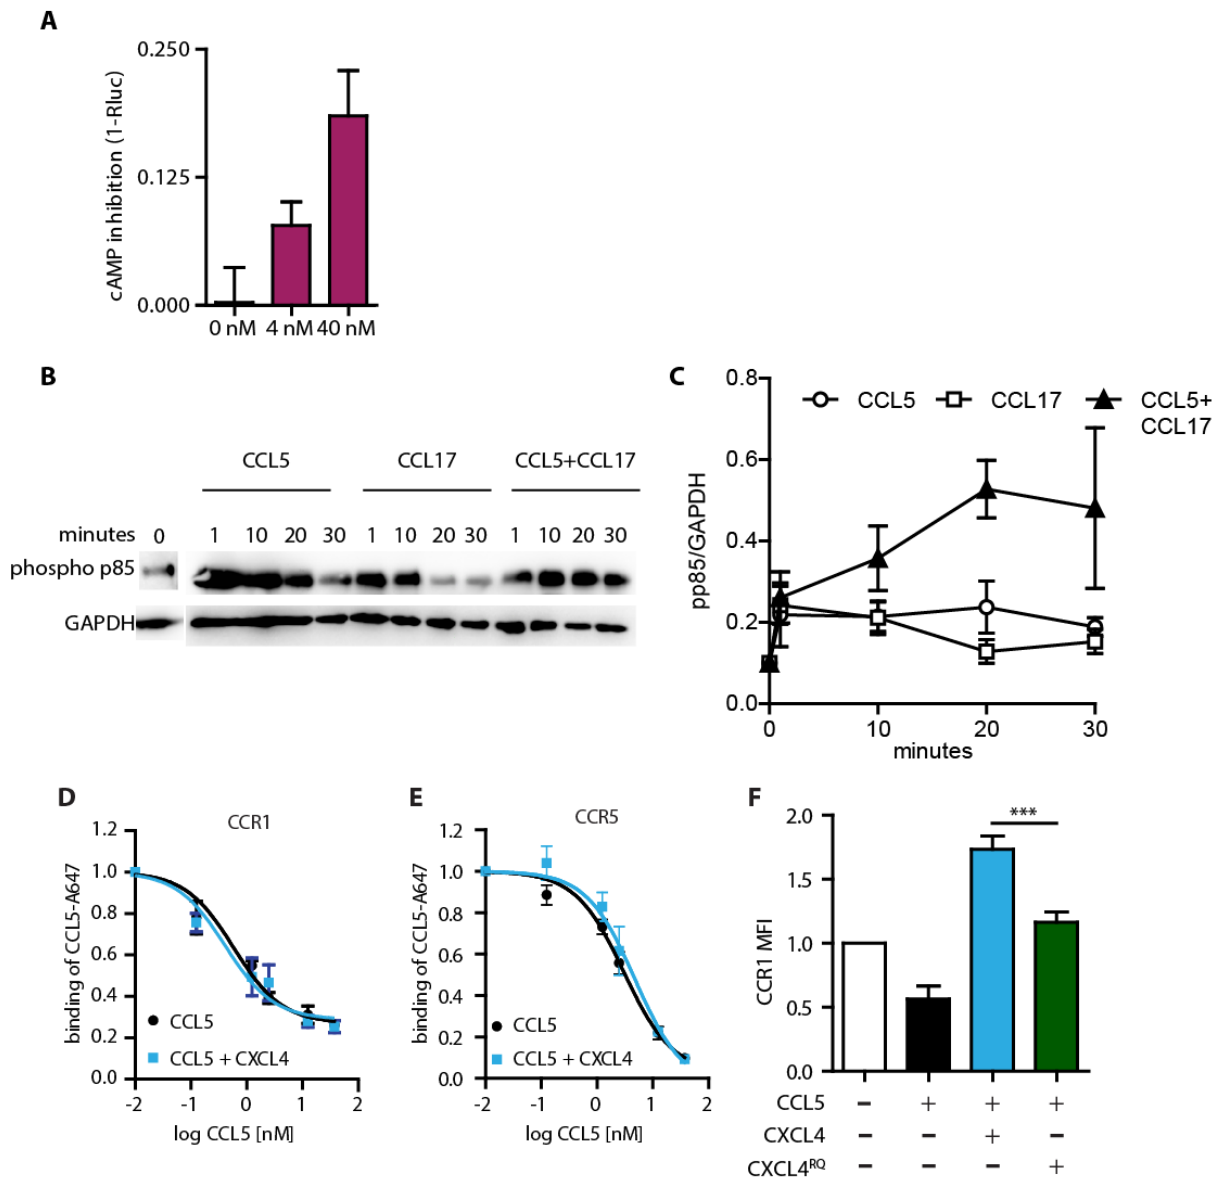 A
cAMP inhibition (1-Rluc)
0.250
0.125
0.000
0 nM 4 nM 40 nM
B
CCL5 CCL17 CCL5+CCL17
minutes 0 1 10 20 30 1 10 20 30 1 10 20 30
phospho p85
GAPDH
C
pp85/GAPDH
0.8
0.6
0.4
0.2
0.0
CCL5 CCL17 CCL5+
CCL17
0 10 20 30
minutes
D
CCR1
binding of CCL5-A647
1.2
1.0
0.8
0.6
0.4
0.2
0.0
CCL5
CCL5 + CXCL4
-2 -1 0 1 2
log CCL5 [nM]
E
CCR5
binding of CCL5-A647
1.2
1.0
0.8
0.6
0.4
0.2
0.0
CCL5
CCL5 + CXCL4
-2 -1 0 1 2
log CCL5 [nM]
F
CCR1 MFI
2.0
1.5
1.0
0.5
0.0
***
CCL5 − + + +
CXCL4 − − + −
CXCL4RQ − − − +